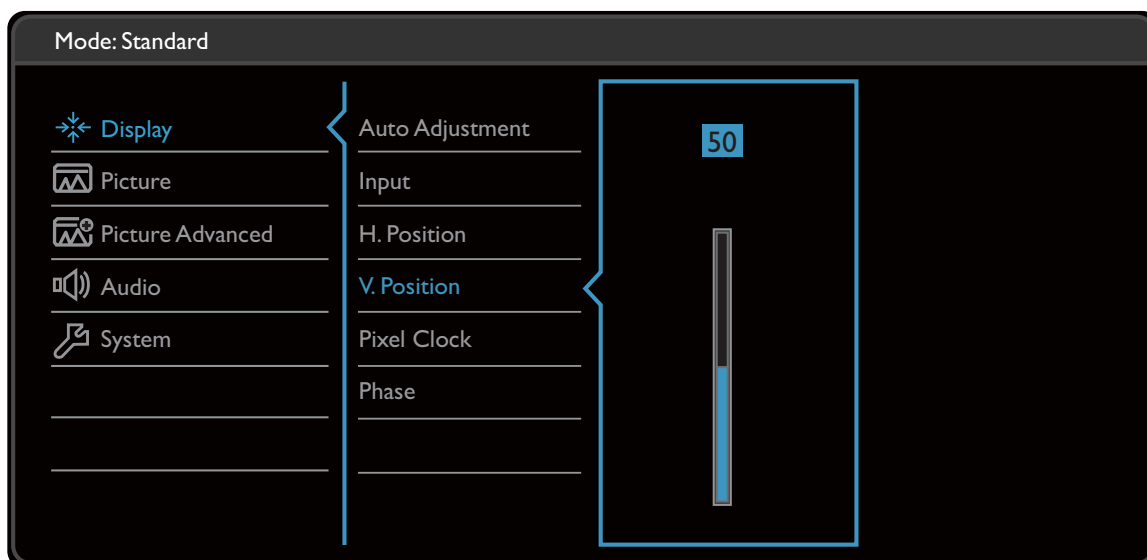 Mode: Standard
Display
Picture
Picture Advanced
Audio
System
Auto Adjustment
Input
H. Position
V. Position
Pixel Clock
Phase
50